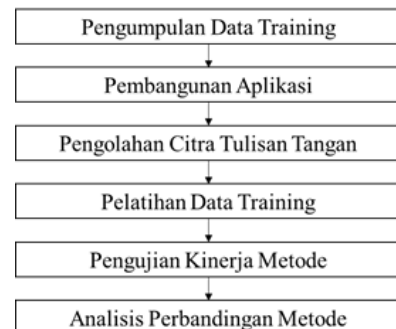 Pengumpulan Data Training
Pembangunan Aplikasi
Pengolahan Citra Tulisan Tangan
Pelatihan Data Training
Pengujian Kinerja Metode
Analisis Perbandingan Metode